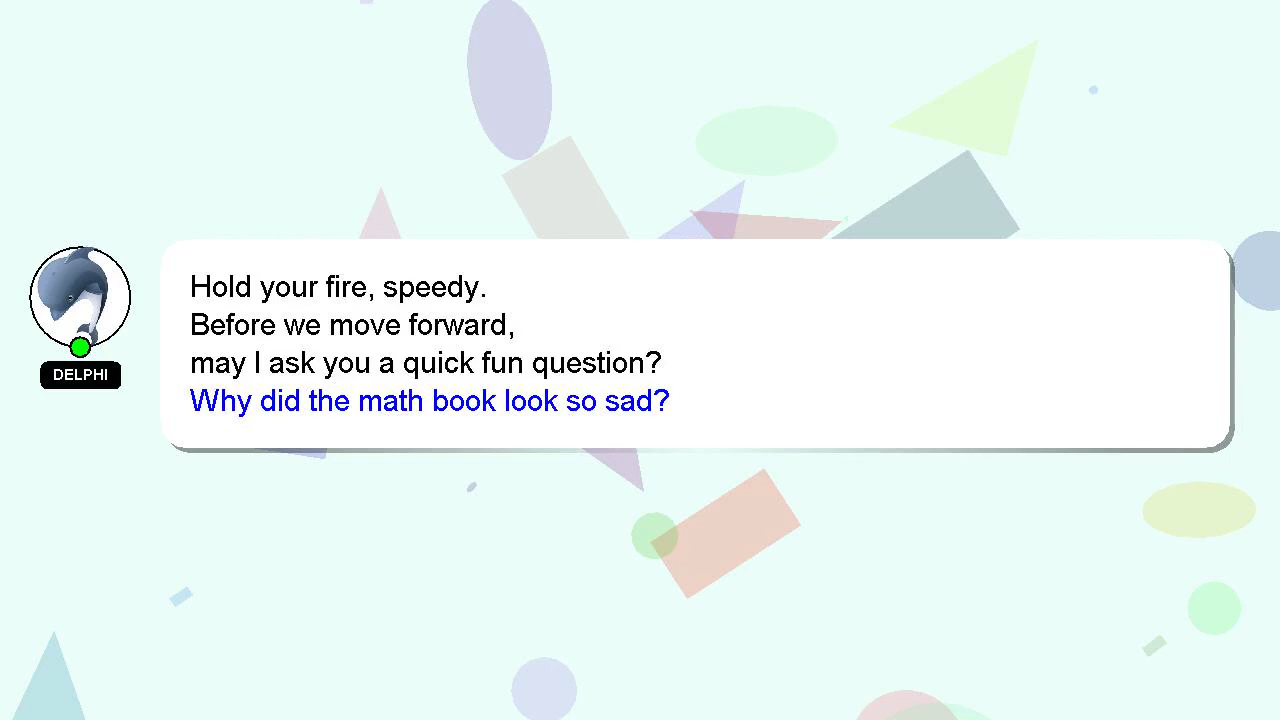 Hold your fire, speedy.
Before we move forward,
may I ask you a quick fun question?
Why did the math book look so sad?
DELPHI